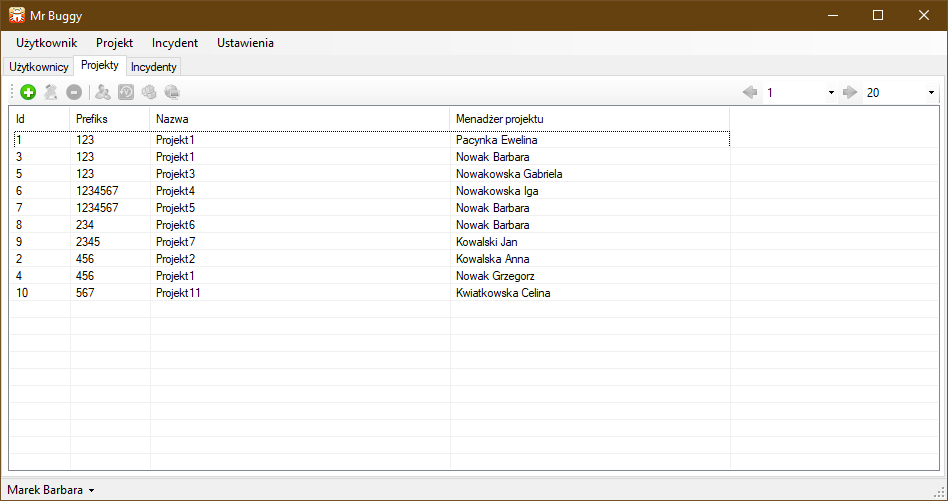 Mr Buggy
Użytkownik Projekt Incydent Ustawienia
Użytkownicy Projekty Incydenty
1 20
Id Prefiks Nazwa Menadżer projektu
1 123 Projekt1 Pacynka Ewelina
3 123 Projekt1 Nowak Barbara
5 123 Projekt3 Nowakowska Gabriela
6 1234567 Projekt4 Nowakowska Iga
7 1234567 Projekt5 Nowak Barbara
8 234 Projekt6 Nowak Barbara
9 2345 Projekt7 Kowalski Jan
2 456 Projekt2 Kowalska Anna
4 456 Projekt1 Nowak Grzegorz
10 567 Projekt11 Kwiatkowska Celina
Marek Barbara